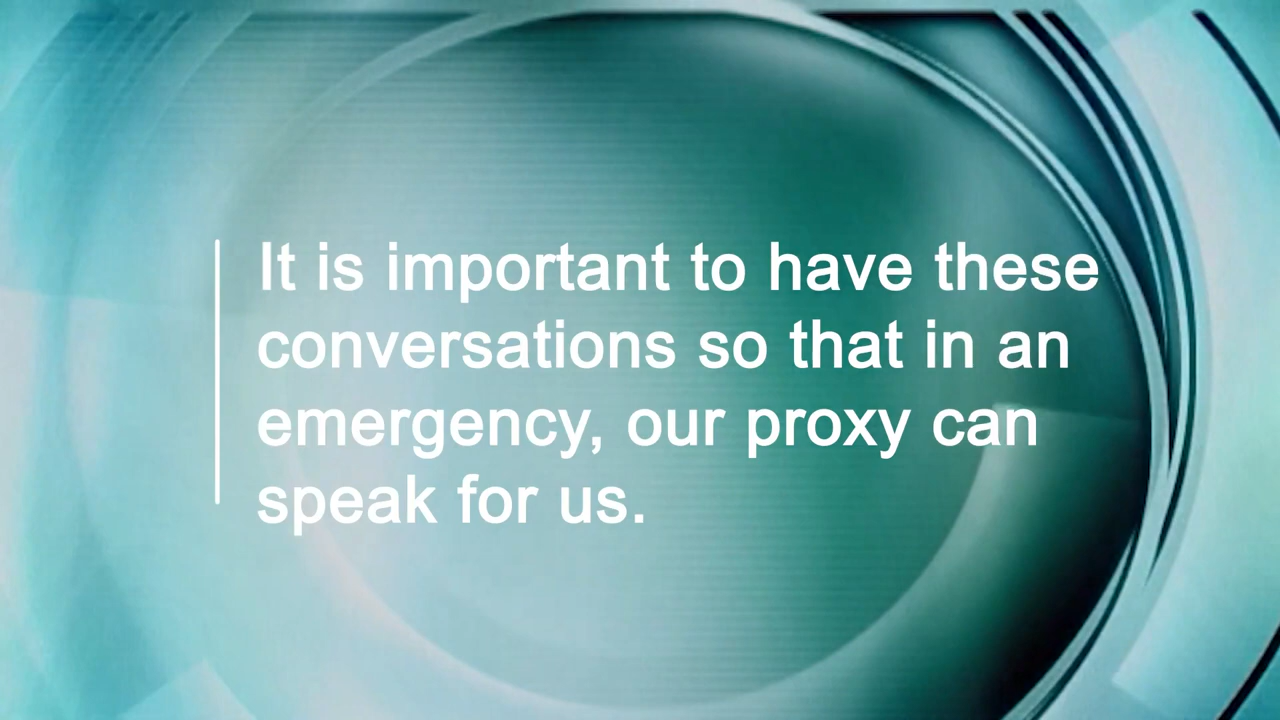 It is important to have these
conversations so that in an
emergency, our proxy can
speak for us.